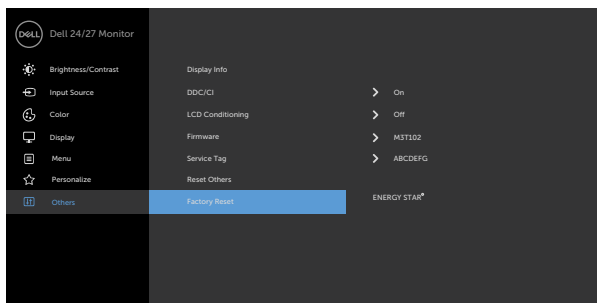 DELL Dell 24/27 Monitor
Brightness/Contrast Display Info
Input Source DDC/CI On
Color LCD Conditioning Off
Display Firmware M3T102
Menu Service Tag ABCDEFG
Personalize Reset Others
Others Factory Reset ENERGY STAR®